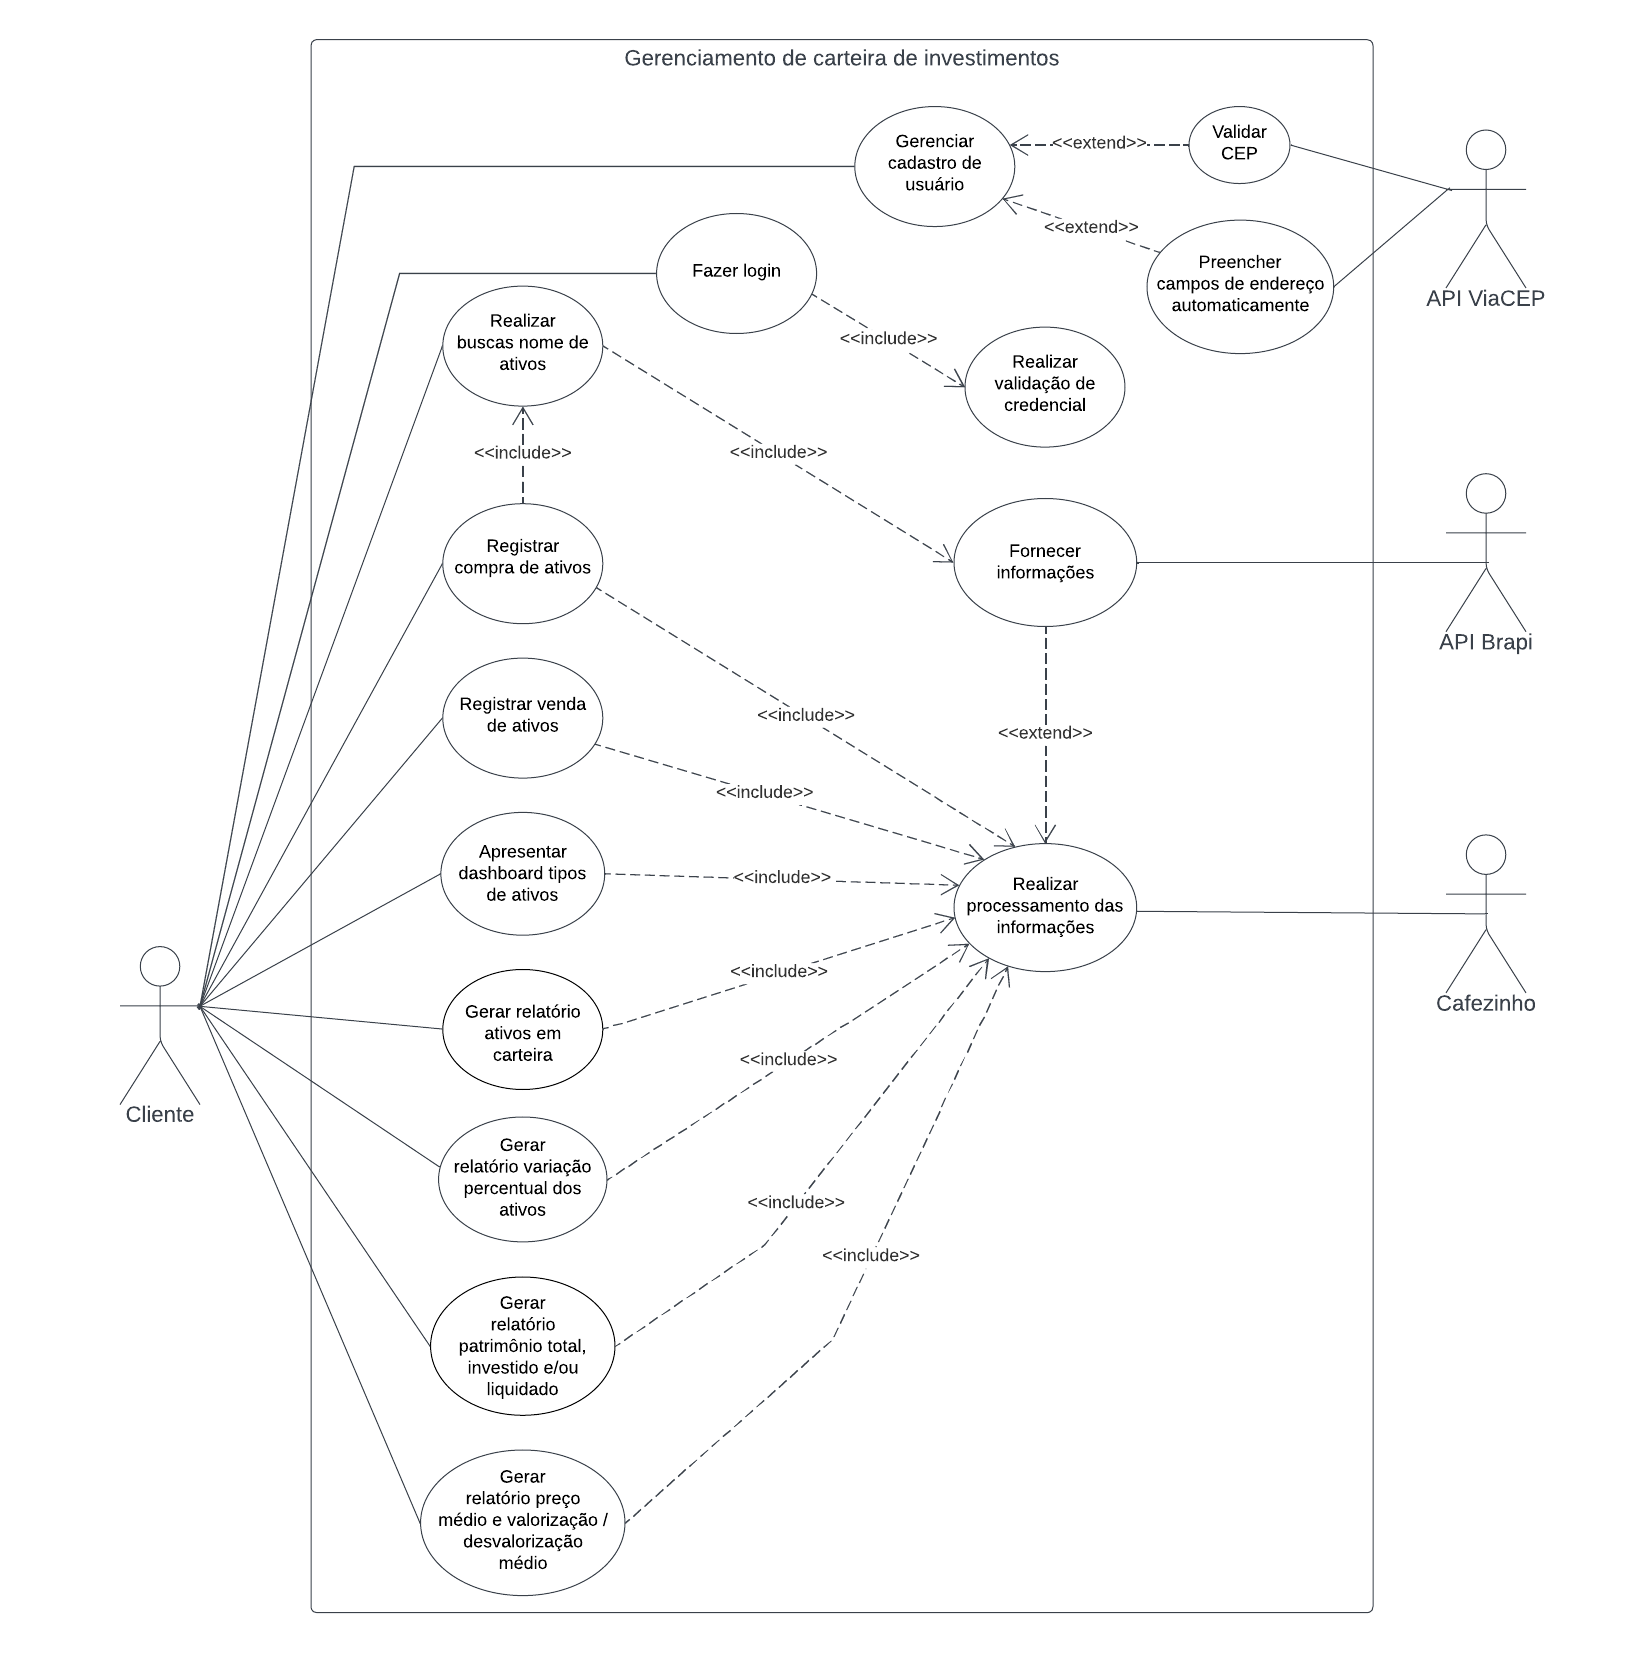 Gerenciamento de carteira de investimentos
Gerenciar
cadastro de
usuário
<<extend>>
Validar
CEP
<<extend>>
Preencher
campos de endereço
automaticamente
API ViaCEP
Fazer login
<<include>>
Realizar
validação de
credencial
Realizar
buscas nome de
ativos
<<include>>
<<include>>
Registrar
compra de ativos
Fornecer
informações
API Brapi
<<include>>
<<extend>>
Registrar venda
de ativos
<<include>>
Apresentar
dashboard tipos
de ativos
<<include>>
Realizar
processamento das
informações
Cafezinho
Cliente
Gerar relatório
ativos em
carteira
<<include>>
Gerar
relatório variação
percentual dos
ativos
<<include>>
Gerar
relatório
patrimônio total,
investido e/ou
liquidado
<<include>>
Gerar
relatório preço
médio e valorização /
desvalorização
médio
<<include>>